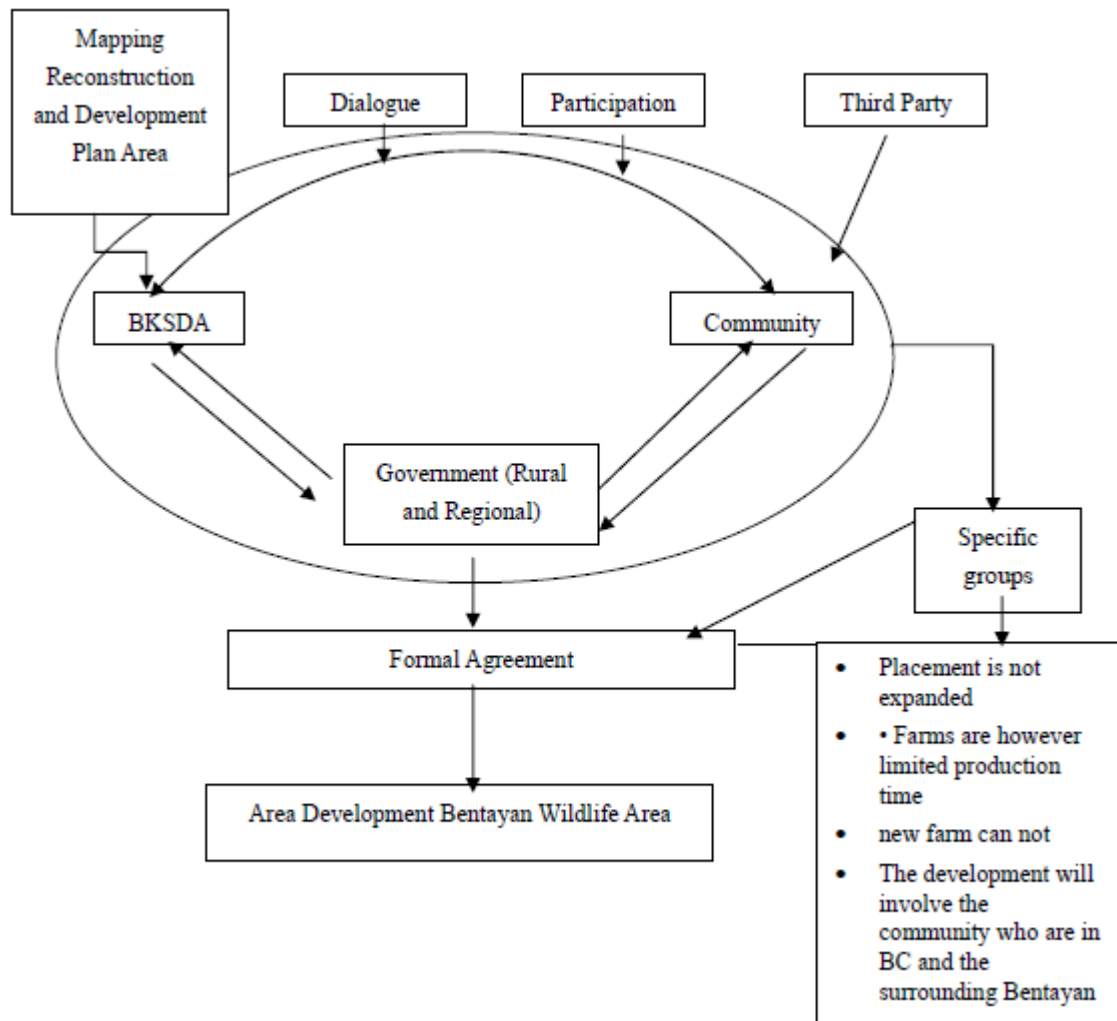 Mapping
Reconstruction
and Development
Plan Area
Dialogue
Participation
Third Party
BKSDA
Community
Government (Rural
and Regional)
Specific
groups
Formal Agreement
• Placement is not
expanded
• • Farms are however
limited production
time
• new farm can not
• The development will
involve the
community who are in
BC and the
surrounding Bentayan
Area Development Bentayan Wildlife Area